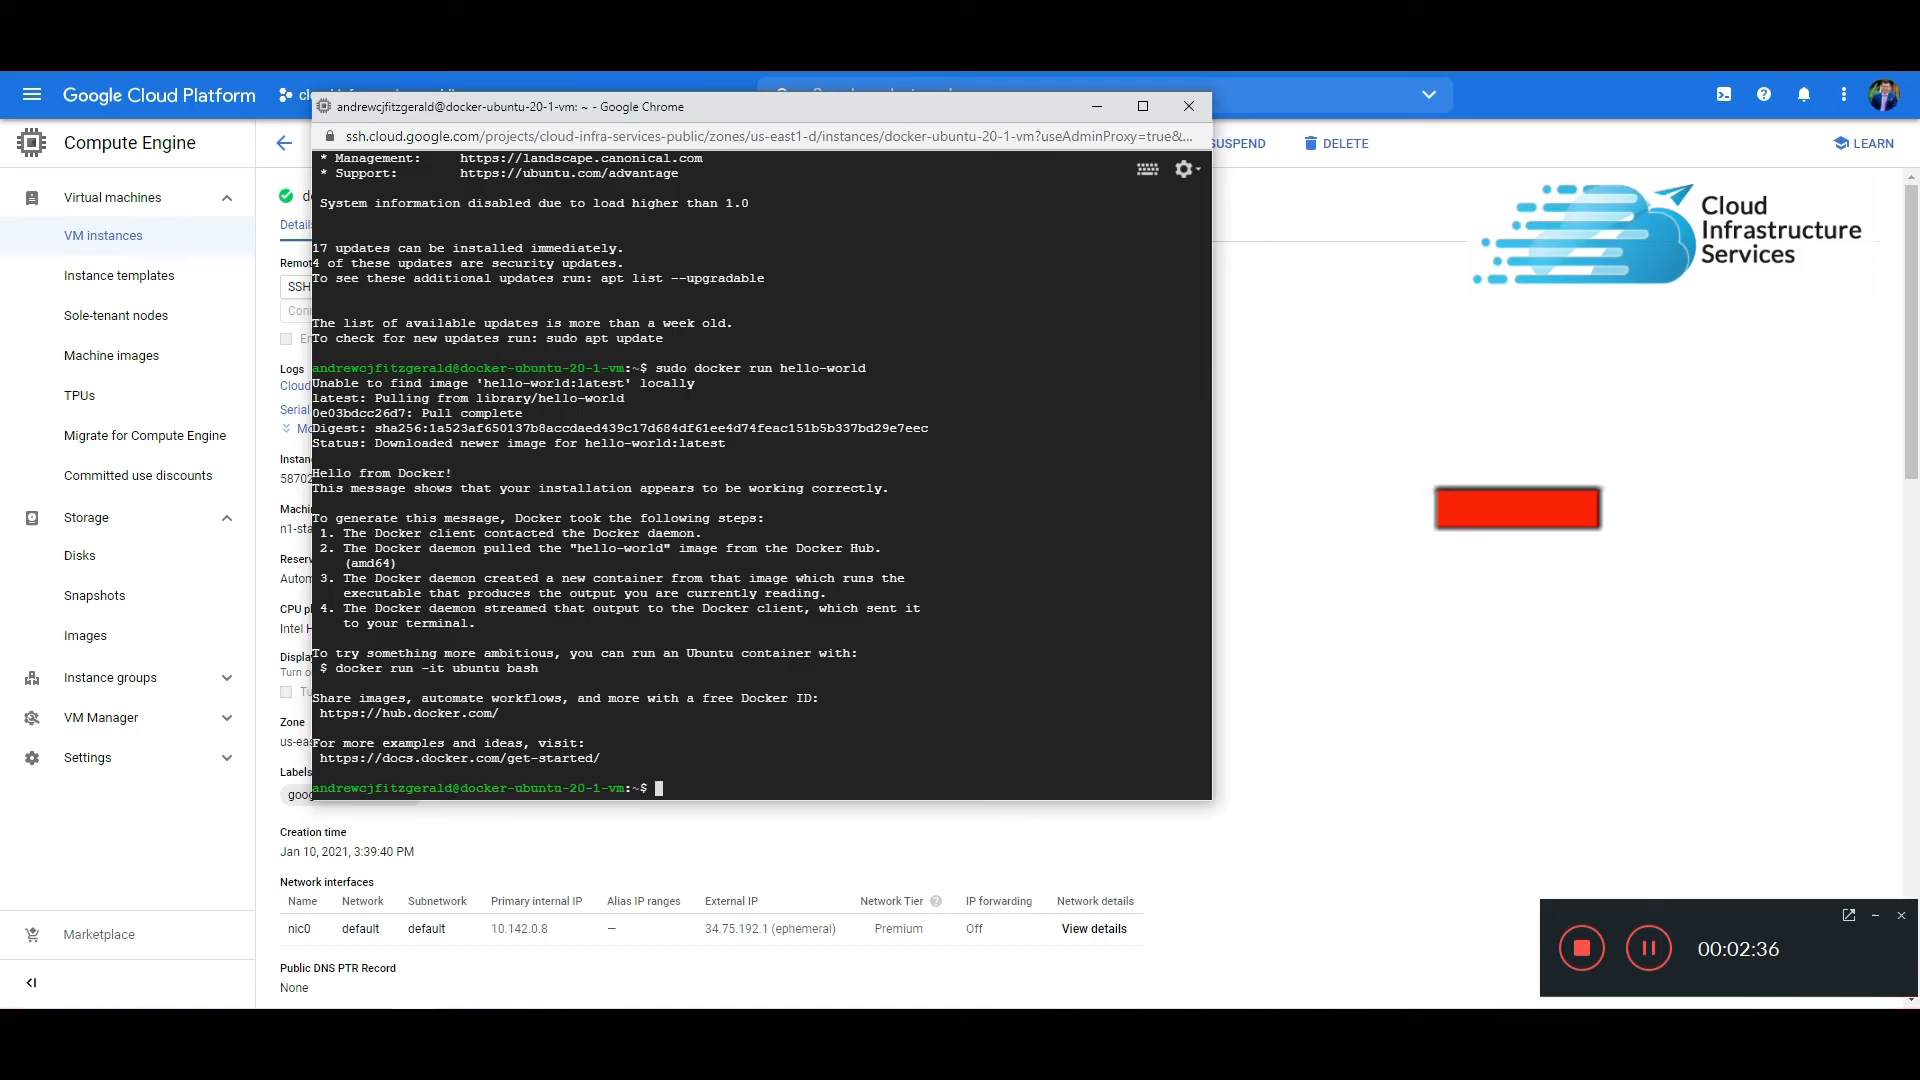 Google Cloud Platform
andrewcjfitzgerald@docker-ubuntu-20-1-vm: ~ - Google Chrome
ssh.cloud.google.com/projects/cloud-infra-services-public/zones/us-east1-d/instances/docker-ubuntu-20-1-vm?useAdminProxy=true&...
Compute Engine
SUSPEND
DELETE
LEARN
Virtual machines
VM instances
Instance templates
Sole-tenant nodes
Machine images
TPUs
Migrate for Compute Engine
Committed use discounts
Storage
Disks
Snapshots
Images
Instance groups
VM Manager
Settings
Marketplace
Details
SSH
Logs
Cloud
Serial
Zone
Labels
* Management: https://landscape.canonical.com
* Support: https://ubuntu.com/advantage
System information disabled due to load higher than 1.0
17 updates can be installed immediately.
4 of these updates are security updates.
To see these additional updates run: apt list --upgradable
The list of available updates is more than a week old.
To check for new updates run: sudo apt update
andrewcjfitzgerald@docker-ubuntu-20-1-vm:~$ sudo docker run hello-world
Unable to find image 'hello-world:latest' locally
latest: Pulling from library/hello-world
0e03bdcc26d7: Pull complete
Digest: sha256:1a523af650137b8accdaed439c17d684df61ee4d74feac151b5b337bd29e7eec
Status: Downloaded newer image for hello-world:latest
Hello from Docker!
This message shows that your installation appears to be working correctly.
To generate this message, Docker took the following steps:
1. The Docker client contacted the Docker daemon.
2. The Docker daemon pulled the "hello-world" image from the Docker Hub.
(amd64)
3. The Docker daemon created a new container from that image which runs the
executable that produces the output you are currently reading.
4. The Docker daemon streamed that output to the Docker client, which sent it
to your terminal.
To try something more ambitious, you can run an Ubuntu container with:
$ docker run -it ubuntu bash
Share images, automate workflows, and more with a free Docker ID:
https://hub.docker.com/
For more examples and ideas, visit:
https://docs.docker.com/get-started/
andrewcjfitzgerald@docker-ubuntu-20-1-vm:~$
Creation time
Jan 10, 2021, 3:39:40 PM
Network interfaces
Name Network Subnetwork Primary internal IP Alias IP ranges External IP Network Tier IP forwarding Network details
nic0 default default 10.142.0.8 — 34.75.192.1 (ephemeral) Premium Off View details
Public DNS PTR Record
None
Cloud
Infrastructure
Services
00:02:36